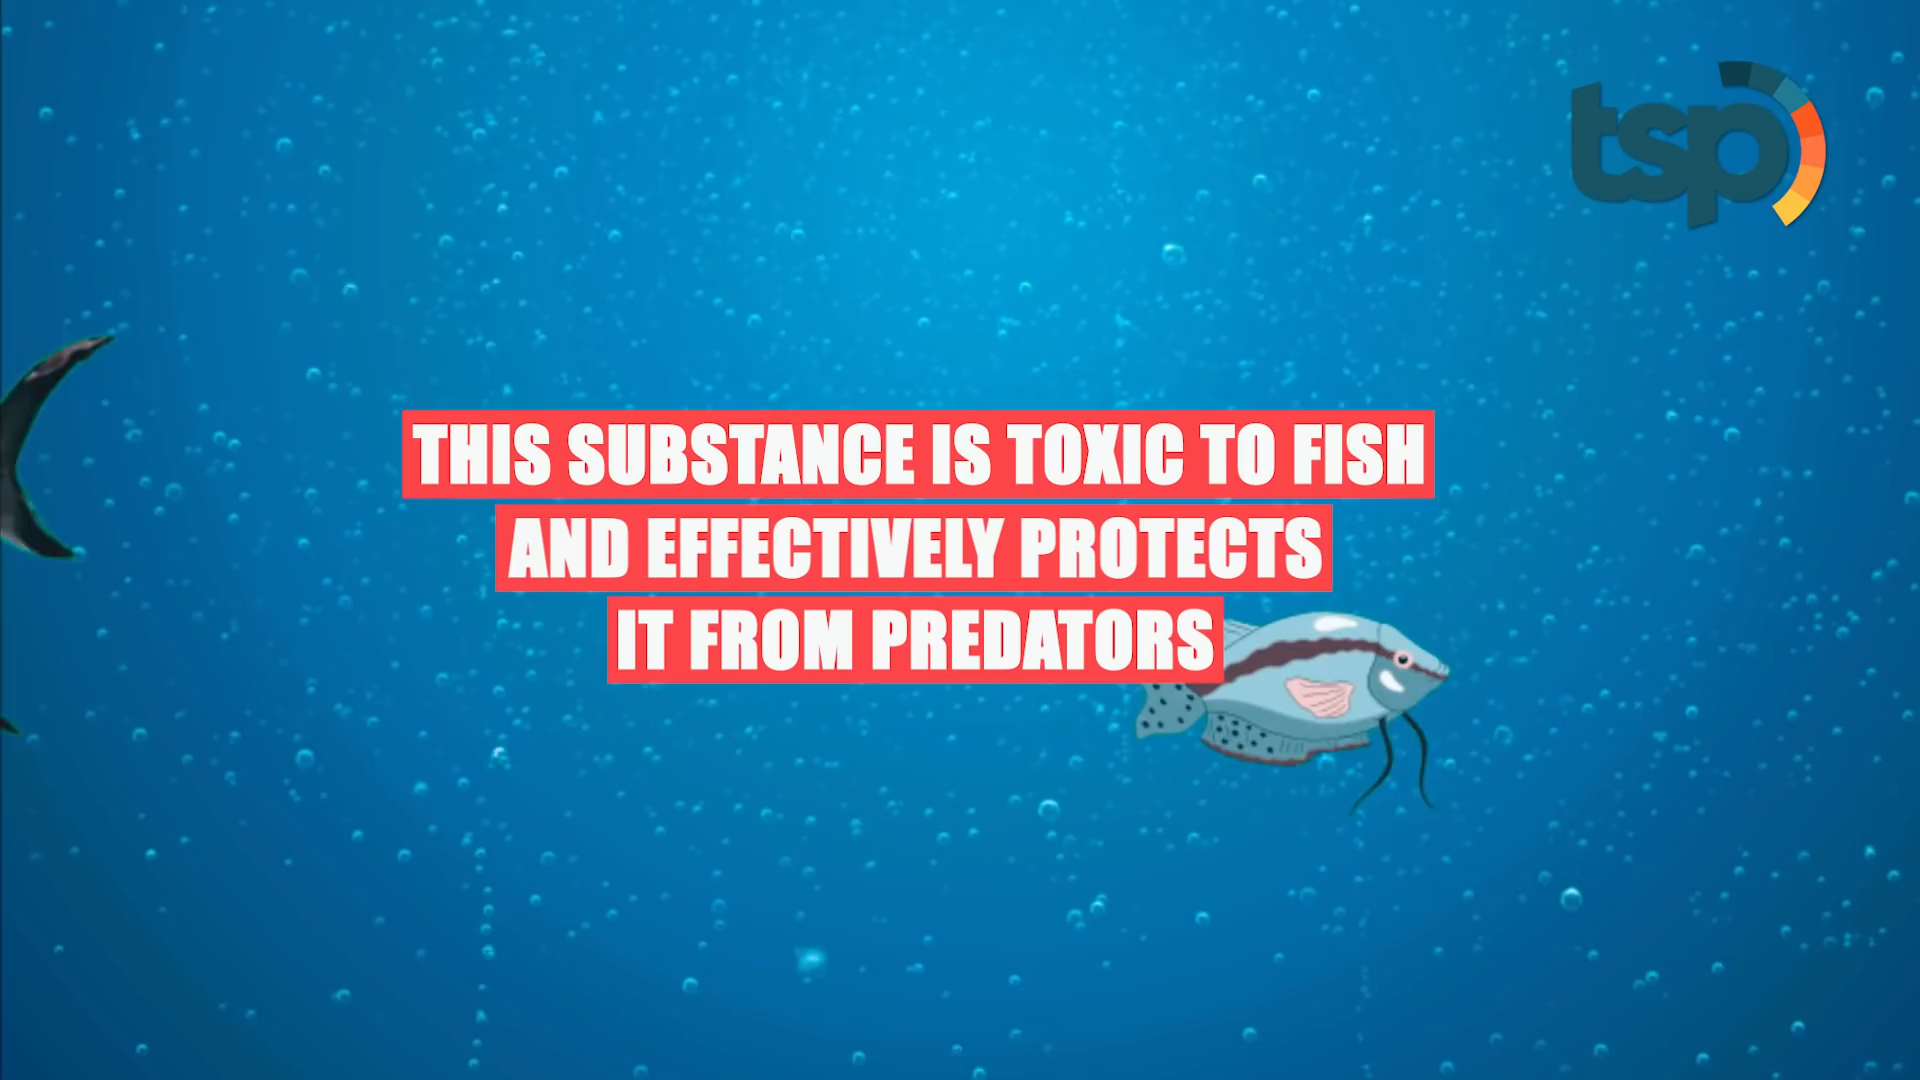 tsp
THIS SUBSTANCE IS TOXIC TO FISH
AND EFFECTIVELY PROTECTS
IT FROM PREDATORS